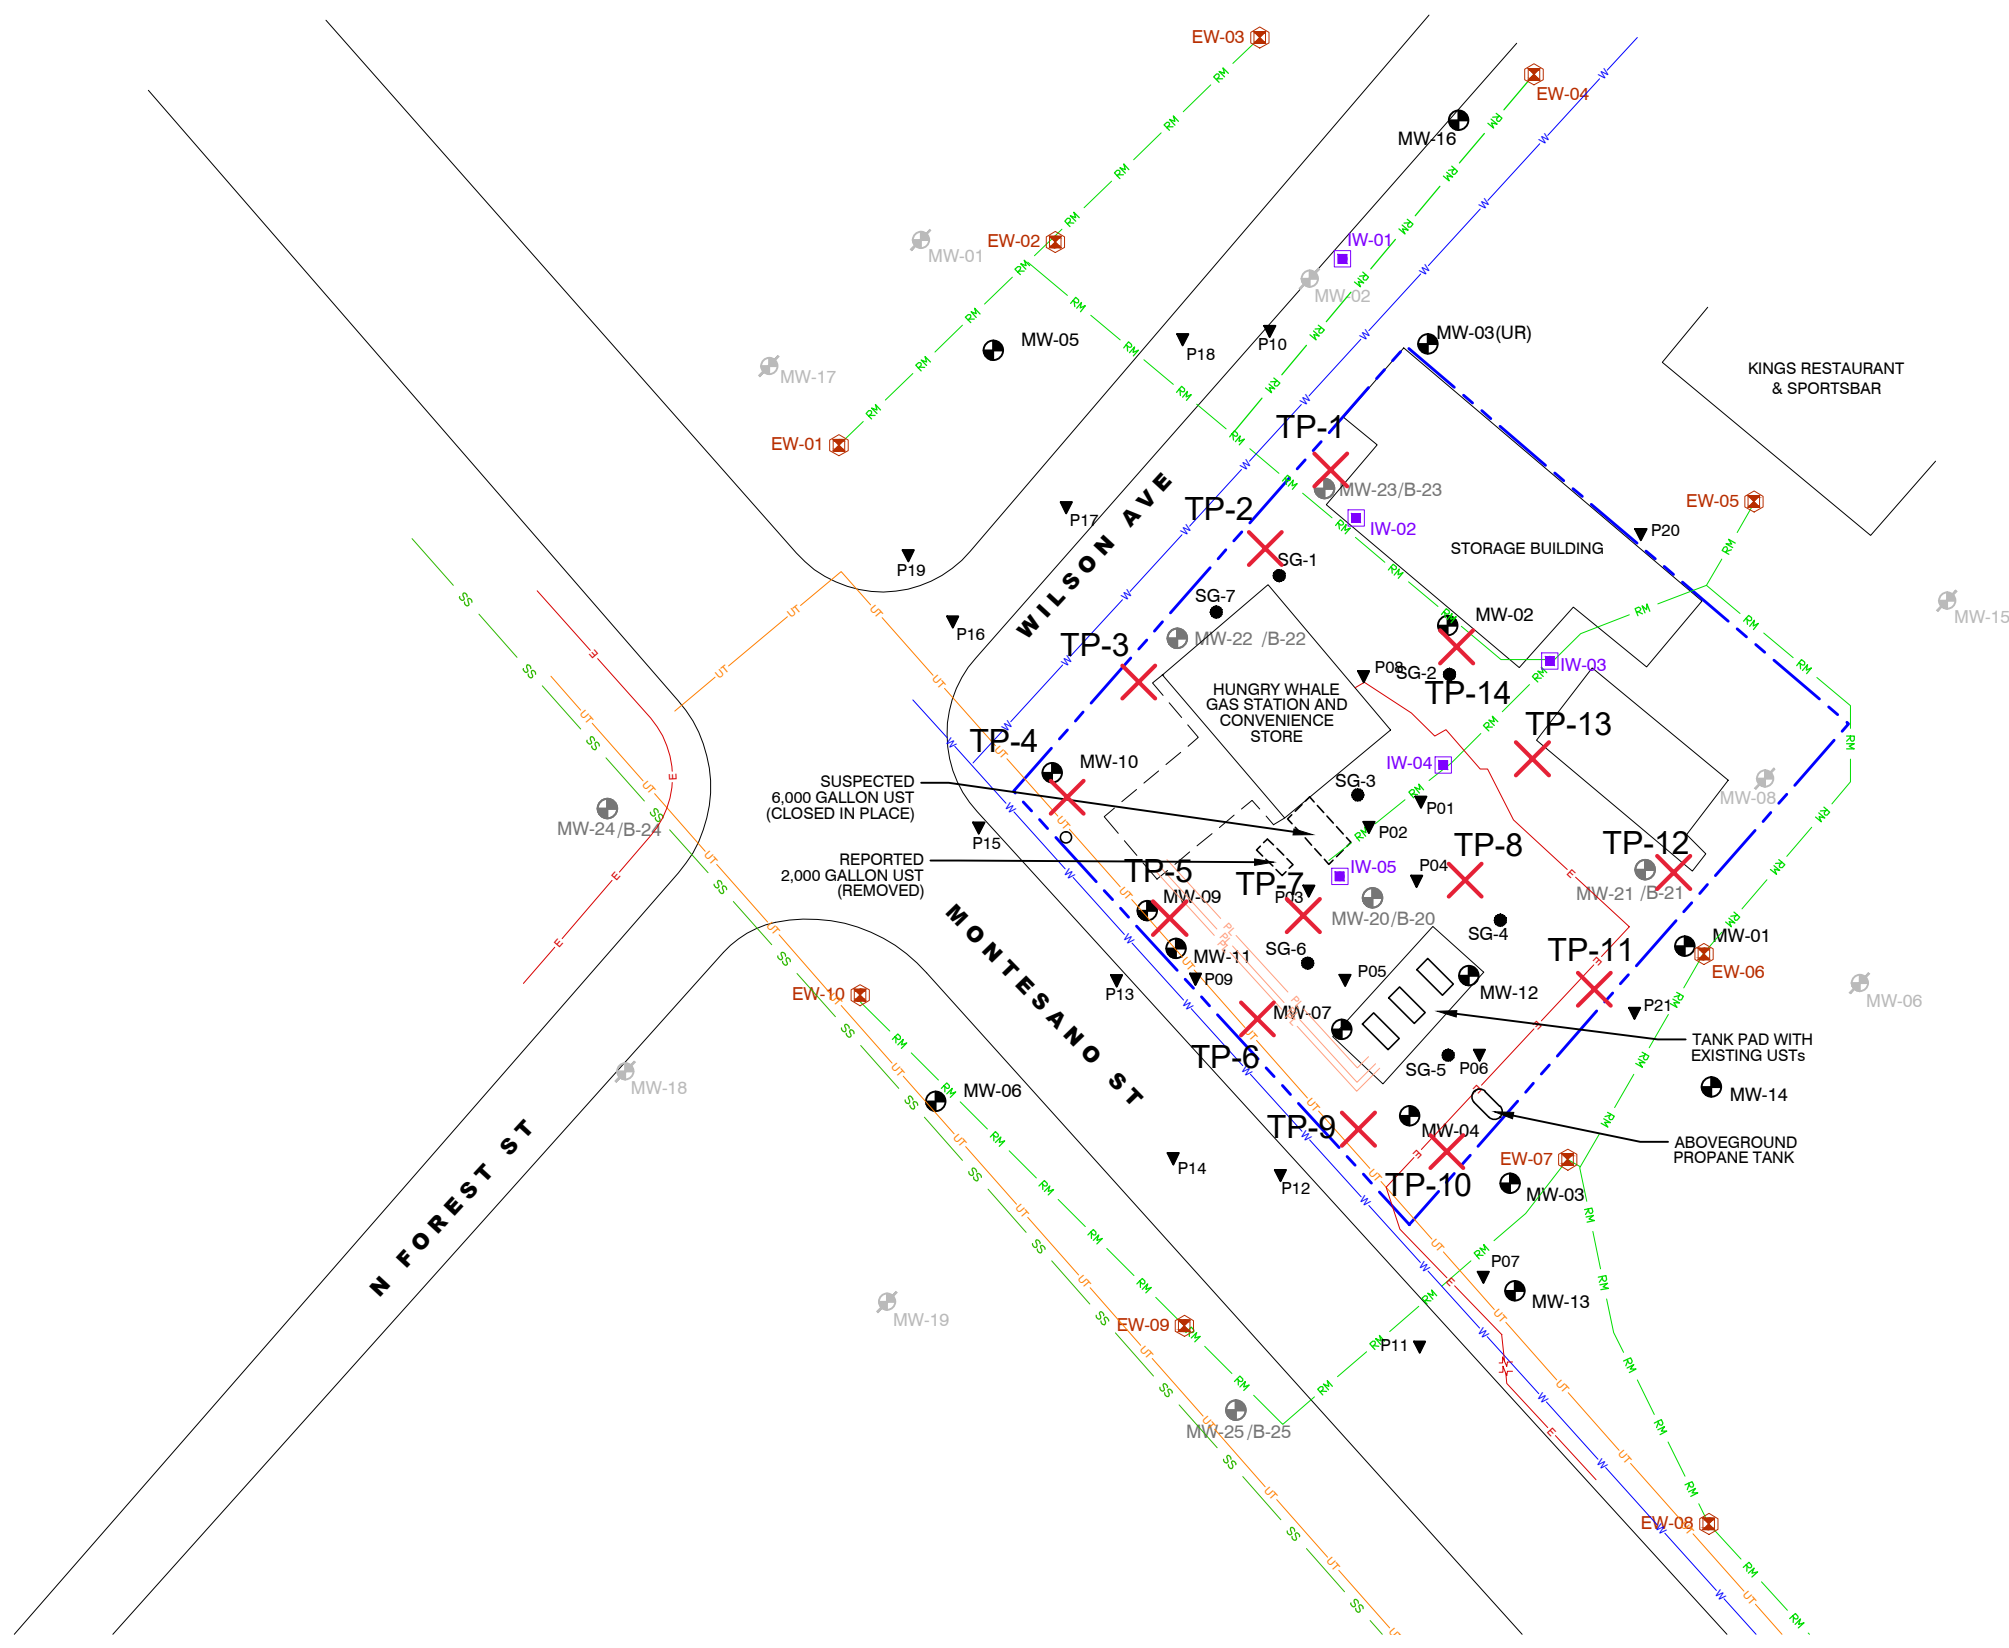 EW-03
EW-04
MW-16
MW-01
EW-02
IW-01
MW-02
MW-05
P18
P10
MW-03(UR)
MW-17
EW-01
KINGS RESTAURANT
& SPORTSBAR
TP-1
MW-23/B-23
IW-02
TP-2
P17
P19
WILSON AVE
EW-05
P20
STORAGE BUILDING
SG-1
SG-7
MW-22 /B-22
MW-02
MW-15
P16
TP-3
P08
SG-2
IW-03
TP-14
HUNGRY WHALE
GAS STATION AND
CONVENIENCE
STORE
TP-13
TP-4
MW-10
IW-04
SG-3
MW-08
SUSPECTED
6,000 GALLON UST
(CLOSED IN PLACE)
P01
P02
MW-24/B-24
P15
TP-8
TP-12
REPORTED
2,000 GALLON UST
(REMOVED)
TP-5
TP-7
IW-05
P04
P03
MW-09
MW-20/B-20
MW-21 /B-21
SG-4
MW-01
MW-11
SG-6
TP-11
EW-06
P09
P05
MW-12
MW-06
EW-10
P13
MONTESANO ST
MW-07
P21
TP-6
TANK PAD WITH
EXISTING USTs
SG-5
P06
MW-18
MW-06
MW-14
TP-9
MW-04
ABOVEGROUND
PROPANE TANK
P14
P12
TP-10
EW-07
MW-03
N FOREST ST
P07
MW-13
MW-19
EW-09
P11
MW-25/B-25
EW-08
RM
W
UT
SS
E
PL